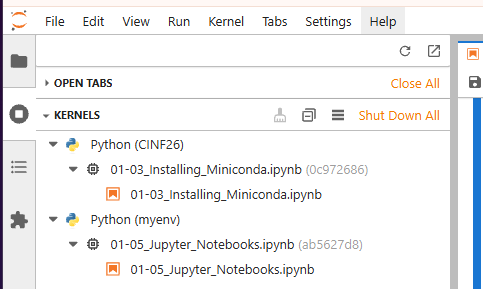 File Edit View Run Kernel Tabs Settings Help
OPEN TABS Close All
KERNELS Shut Down All
Python (CINF26)
01-03_Installing_Miniconda.ipynb (0c972686)
01-03_Installing_Miniconda.ipynb
Python (myenv)
01-05_Jupyter_Notebooks.ipynb (ab5627d8)
01-05_Jupyter_Notebooks.ipynb